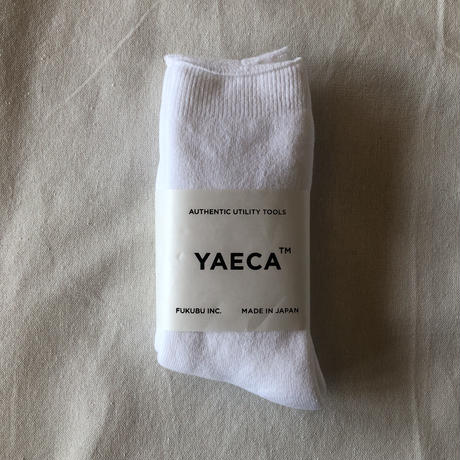 AUTHENTIC UTILITY TOOLS
YAECA™
FUKUBU INC. MADE IN JAPAN